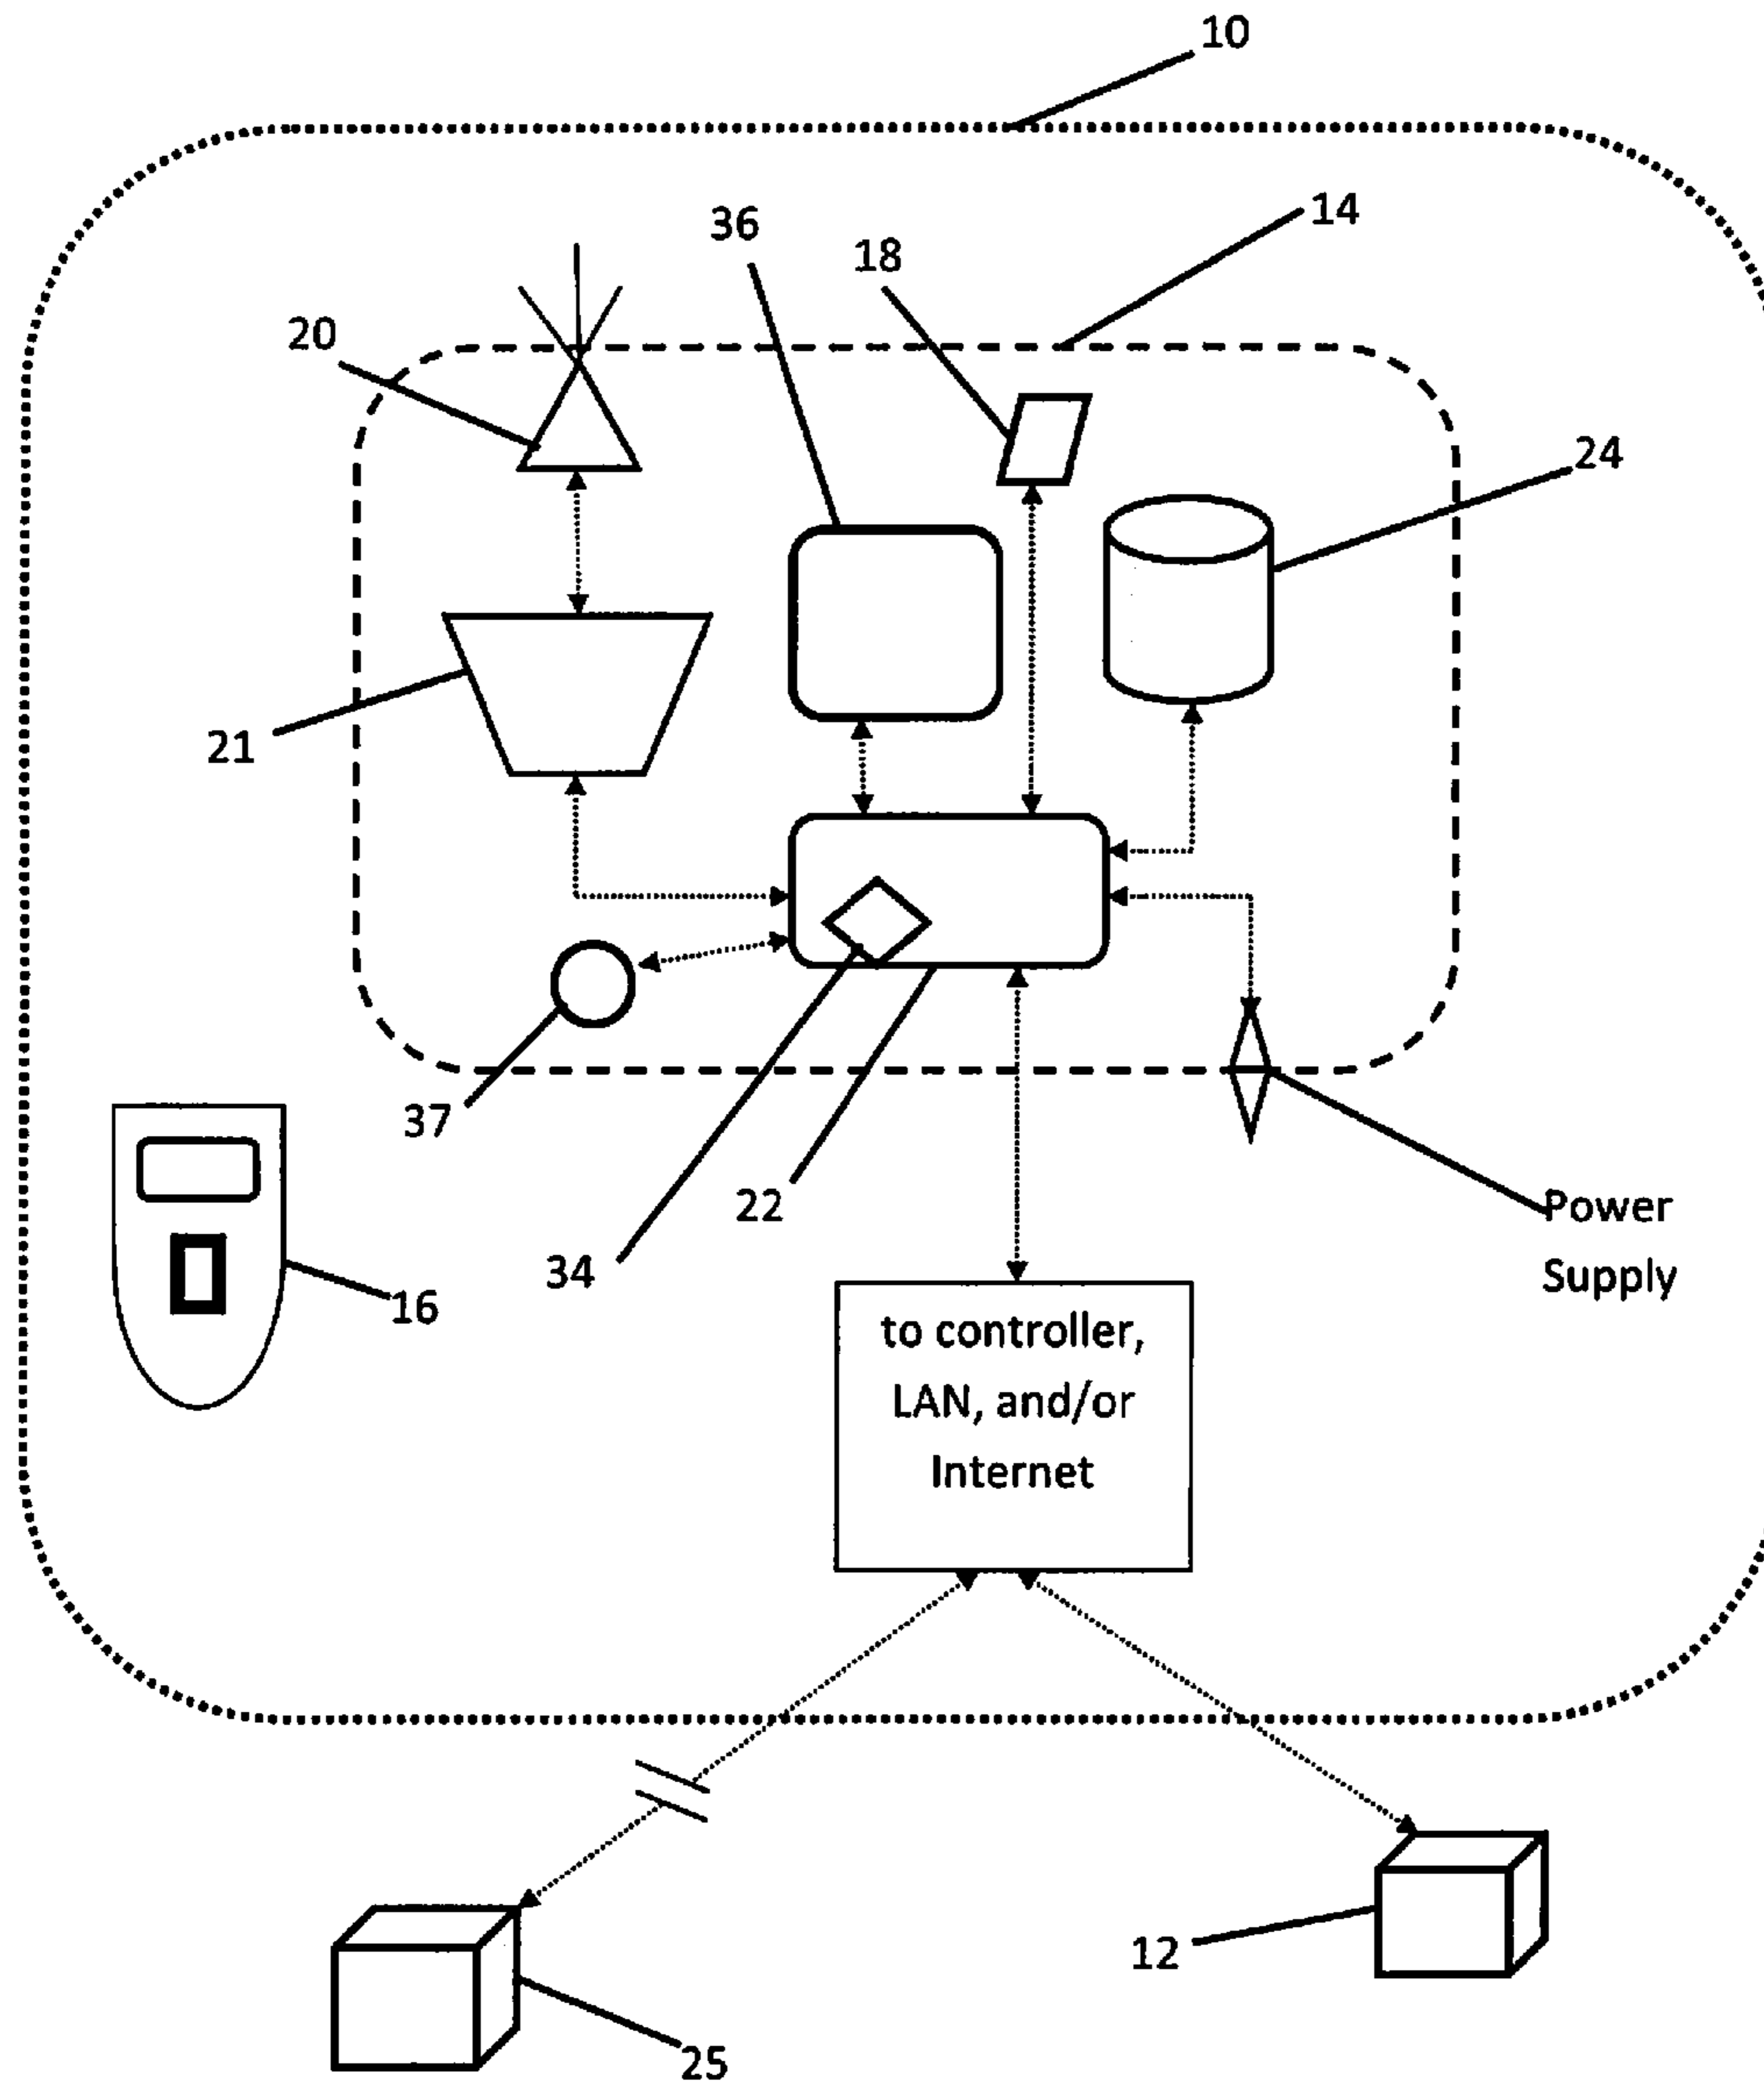 10
14
36
18
20
24
21
37
22
Power
34
Supply
16
to controller,
LAN, and/or
Internet
12
25